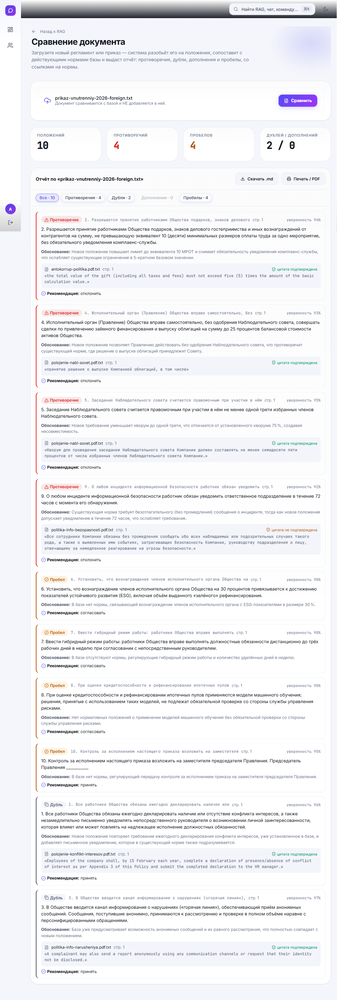 Найти RAG, чат, команду... ⌘K
Назад к RAG
Сравнение документа
Загрузите новый регламент или приказ — система разобьёт его на положения, сопоставит с
действующими нормами базы и выдаст отчёт: противоречия, дубли, дополнения и пробелы, со
ссылками на нормы.
prikaz-vnutrenniy-2026-foreign.txt
Документ сравнивается с базой и НЕ добавляется в неё.
Сравнить
ПОЛОЖЕНИЙ
10
ПРОТИВОРЕЧИЙ
4
ПРОБЕЛОВ
4
ДУБЛЕЙ / ДОПОЛНЕНИЙ
2 / 0
Отчёт по «prikaz-vnutrenniy-2026-foreign.txt»
Скачать .md
Печать / PDF
Все · 10 Противоречия · 4 Дубли · 2 Дополнения · 0 Пробелы · 4
A
Противоречие 2. Разрешается принятие работниками Общества подарков, знаков делового стр. 1 уверенность 94%
2. Разрешается принятие работниками Общества подарков, знаков делового гостеприимства и иных вознаграждений от
контрагентов на сумму, не превышающую эквивалент 10 (десяти) минимальных размеров оплаты труда за одно мероприятие,
без обязательного уведомления комплаенс-службы.
Обоснование: Новое положение повышает лимит до эквивалента 10 МРОТ и снимает обязательность уведомления комплаенс-службы,
что ослабляет существующее ограничение в 5-кратном базовом значении.
antokorrup-politika.pdf.txt стр. 1 цитата подтверждена
«the total value of the gift (including all taxes and fees) must not exceed five (5) times the amount of the basic
calculation value.»
Рекомендация: отклонить
Противоречие 4. Исполнительный орган (Правление) Общества вправе самостоятельно, без стр. 1 уверенность 93%
4. Исполнительный орган (Правление) Общества вправе самостоятельно, без одобрения Наблюдательного совета, совершать
сделки по привлечению заёмного финансирования и выпуску облигаций на сумму до 25 процентов балансовой стоимости
активов Общества.
Обоснование: Новое положение позволяет Правлению действовать без одобрения Наблюдательного совета, что противоречит
существующей норме, где решение о выпуске облигаций принадлежит Совету.
polojenie-nabl-sovet.pdf.txt стр. 1 цитата подтверждена
«принятие решения о выпуске Компанией облигаций, в том числе»
Рекомендация: отклонить
Противоречие 5. Заседание Наблюдательного совета считается правомочным при участии в нём стр. 1 уверенность 95%
5. Заседание Наблюдательного совета считается правомочным при участии в нём не менее одной трети избранных членов
Наблюдательного совета.
Обоснование: Новое требование уменьшает кворум до одной трети, что отличается от установленного кворума 75 %, создавая
несовместимость.
polojenie-nabl-sovet.pdf.txt стр. 1 цитата подтверждена
«Кворум для проведения заседания Наблюдательного совета Компании должен составлять не менее семидесяти пяти
процентов от числа избранных членов Наблюдательного совета Компании.»
Рекомендация: отклонить
Противоречие 9. О любом инциденте информационной безопасности работник обязан уведомить стр. 1 уверенность 92%
9. О любом инциденте информационной безопасности работник обязан уведомить ответственное подразделение в течение 72
часов с момента его обнаружения.
Обоснование: Существующая норма требует безотлагательного (без промедления) сообщения о инциденте, тогда как новое положение
допускает уведомление в течение 72 часов, что ослабляет требование.
politika-info-bezopasnosti.pdf.txt стр. 1 цитата не подтверждена
«Все сотрудники Компании обязаны без промедления сообщать обо всех наблюдаемых или подозрительных случаях такого
рода, а также о выявленных ими событиях, затрагивающих безопасность Компании, руководству подразделения и лицу,
отвечающему за немедленное реагирование на угрозы безопасности.»
Рекомендация: отклонить
Пробел 6. Установить, что вознаграждение членов исполнительного органа Общества на стр. 1 уверенность 90%
6. Установить, что вознаграждение членов исполнительного органа Общества на 30 процентов привязывается к достижению
показателей устойчивого развития (ESG), включая объём выданного «зелёного» рефинансирования.
Обоснование: В базе нет нормы, связывающей вознаграждение членов исполнительного органа с ESG-показателями в размере 30 %.
Рекомендация: согласовать
Пробел 7. Ввести гибридный режим работы: работники Общества вправе выполнять стр. 1 уверенность 90%
7. Ввести гибридный режим работы: работники Общества вправе выполнять должностные обязанности дистанционно до трёх
рабочих дней в неделю при согласовании с непосредственным руководителем.
Обоснование: В базе отсутствуют нормы, регулирующие гибридный режим работы и количество удалённых дней в неделю.
Рекомендация: согласовать
Пробел 8. При оценке кредитоспособности и рефинансировании ипотечных пулов стр. 1 уверенность 90%
8. При оценке кредитоспособности и рефинансировании ипотечных пулов применяются модели машинного обучения;
решения, принятые с использованием таких моделей, не подлежат обязательной проверке со стороны службы управления
рисками.
Обоснование: Нет нормативных положений о применении моделей машинного обучения без обязательной проверки со стороны
службы управления рисками.
Рекомендация: согласовать
Пробел 10. Контроль за исполнением настоящего приказа возложить на заместителя стр. 1 уверенность 95%
10. Контроль за исполнением настоящего приказа возложить на заместителя председателя Правления. Председатель
Правления ___________
Обоснование: В базе нет нормы, регулирующей передачу контроля за исполнением приказа на заместителя председателя Правления.
Рекомендация: принять
Дубль 1. Все работники Общества обязаны ежегодно декларировать наличие или стр. 1 уверенность 96%
1. Все работники Общества обязаны ежегодно декларировать наличие или отсутствие конфликта интересов, а также
незамедлительно письменно уведомлять непосредственного руководителя о возникновении личной заинтересованности,
которая влияет или может повлиять на надлежащее исполнение должностных обязанностей.
Обоснование: Новое положение повторяет требование ежегодного декларирования конфликта интересов, уже установленное в базе, и
добавляет письменное уведомление, которое в существующей норме также подразумевается.
polojenie-konflikt-interesov.pdf.txt стр. 1 цитата подтверждена
«Employees of the company shall, by 15 February each year, complete a declaration of presence/absence of conflict
of interest as per Appendix 3 of this Policy and submit the completed declaration to the HR manager.»
Рекомендация: принять
Дубль 3. В Обществе вводится канал информирования о нарушениях («горячая линия»), стр. 1 уверенность 97%
3. В Обществе вводится канал информирования о нарушениях («горячая линия»), обеспечивающий приём анонимных
сообщений. Сообщения, поступившие анонимно, принимаются к рассмотрению и проверке в полном объёме наравне с
персонифицированными обращениями.
Обоснование: База уже предусматривает возможность анонимных сообщений и их равного рассмотрения, что полностью совпадает с
новым положением.
politika-info-narusheniya.pdf.txt стр. 1 цитата подтверждена
«A complainant may also send a report anonymously using any communication channels or request that their identity
not be disclosed.»
Рекомендация: принять